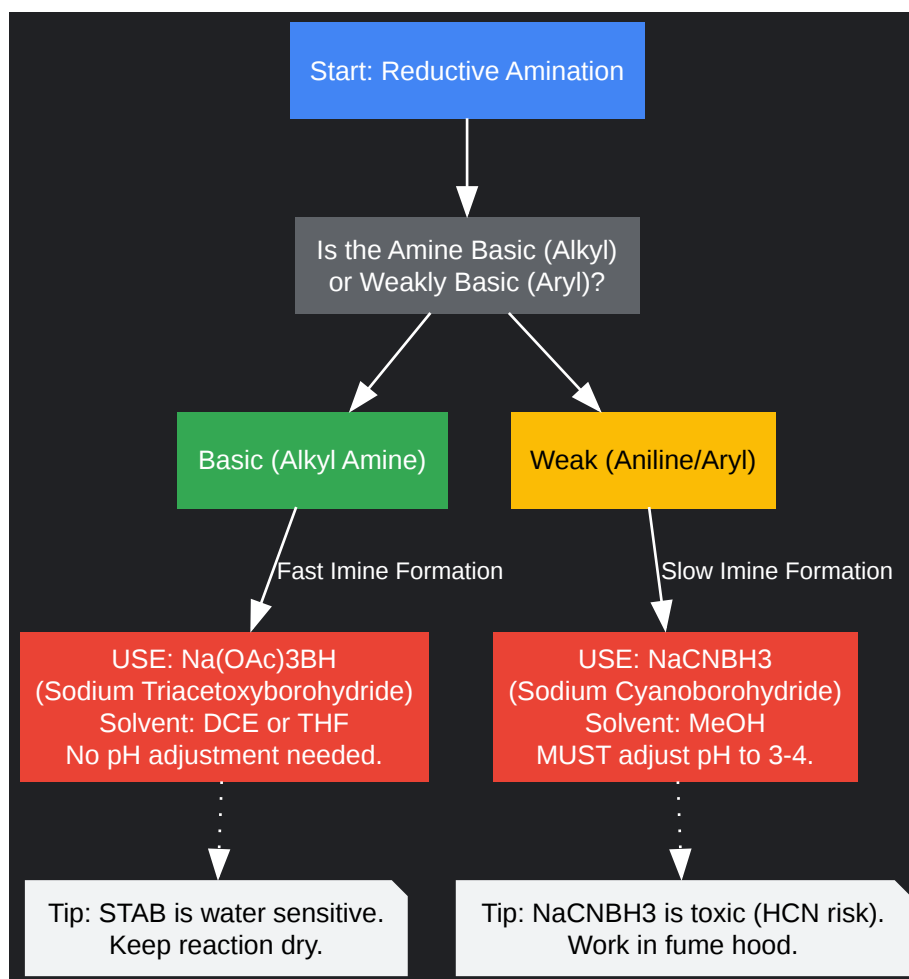 Start: Reductive Amination
Is the Amine Basic (Alkyl)
or Weakly Basic (Aryl)?
Basic (Alkyl Amine)
Weak (Aniline/Aryl)
Fast Imine Formation
Slow Imine Formation
USE: Na(OAc)3BH
(Sodium Triacetoxyborohydride)
Solvent: DCE or THF
No pH adjustment needed.
USE: NaCNBH3
(Sodium Cyanoborohydride)
Solvent: MeOH
MUST adjust pH to 3-4.
Tip: STAB is water sensitive.
Keep reaction dry.
Tip: NaCNBH3 is toxic (HCN risk).
Work in fume hood.